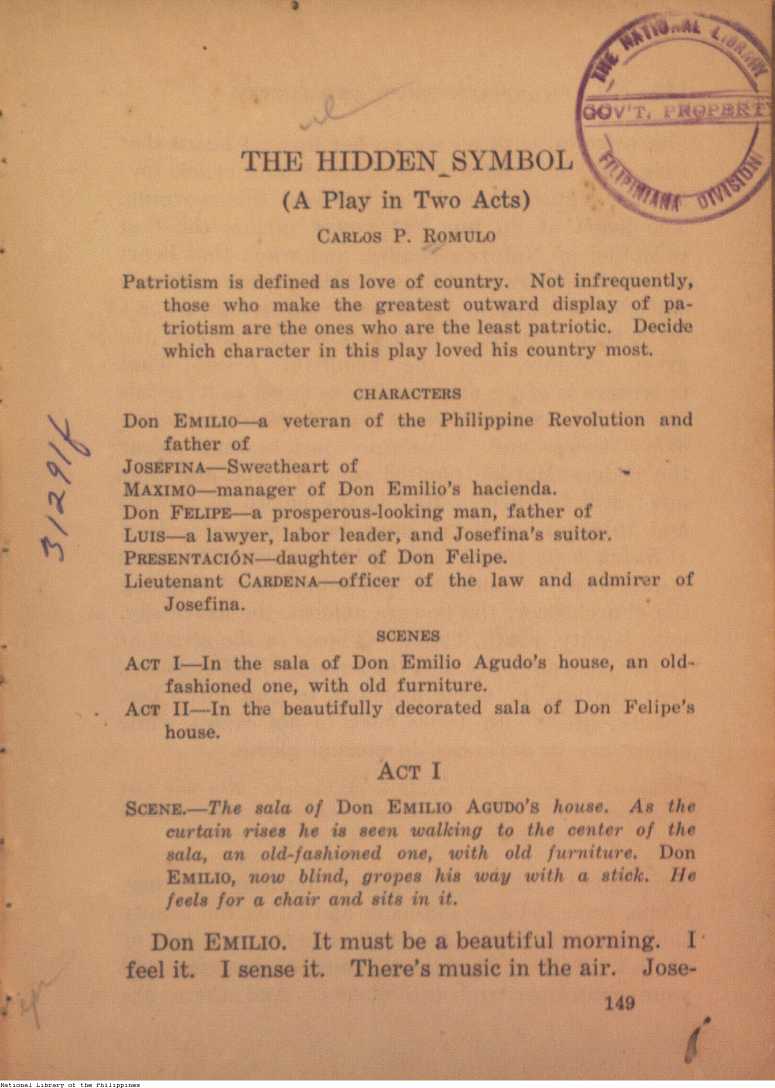 THE NATIONAL LIBRARY
GOV'T. PROPERTY
FILIPINIANA DIVISION
THE HIDDEN SYMBOL
(A Play in Two Acts)
CARLOS P. ROMULO
Patriotism is defined as love of country. Not infrequently,
those who make the greatest outward display of pa-
triotism are the ones who are the least patriotic. Decide
which character in this play loved his country most.
CHARACTERS
Don EMILIO—a veteran of the Philippine Revolution and
father of
JOSEFINA—Sweetheart of
MAXIMO—manager of Don Emilio's hacienda.
Don FELIPE—a prosperous-looking man, father of
LUIS—a lawyer, labor leader, and Josefina's suitor.
PRESENTACIÓN—daughter of Don Felipe.
Lieutenant CARDENA—officer of the law and admirer of
Josefina.
SCENES
ACT I—In the sala of Don Emilio Agudo's house, an old-
fashioned one, with old furniture.
ACT II—In the beautifully decorated sala of Don Felipe's
house.
ACT I
SCENE.—The sala of Don EMILIO AGUDO'S house. As the
curtain rises he is seen walking to the center of the
sala, an old-fashioned one, with old furniture. Don
EMILIO, now blind, gropes his way with a stick. He
feels for a chair and sits in it.
Don EMILIO. It must be a beautiful morning. I
feel it. I sense it. There's music in the air. Jose-
149
National Library of the Philippines